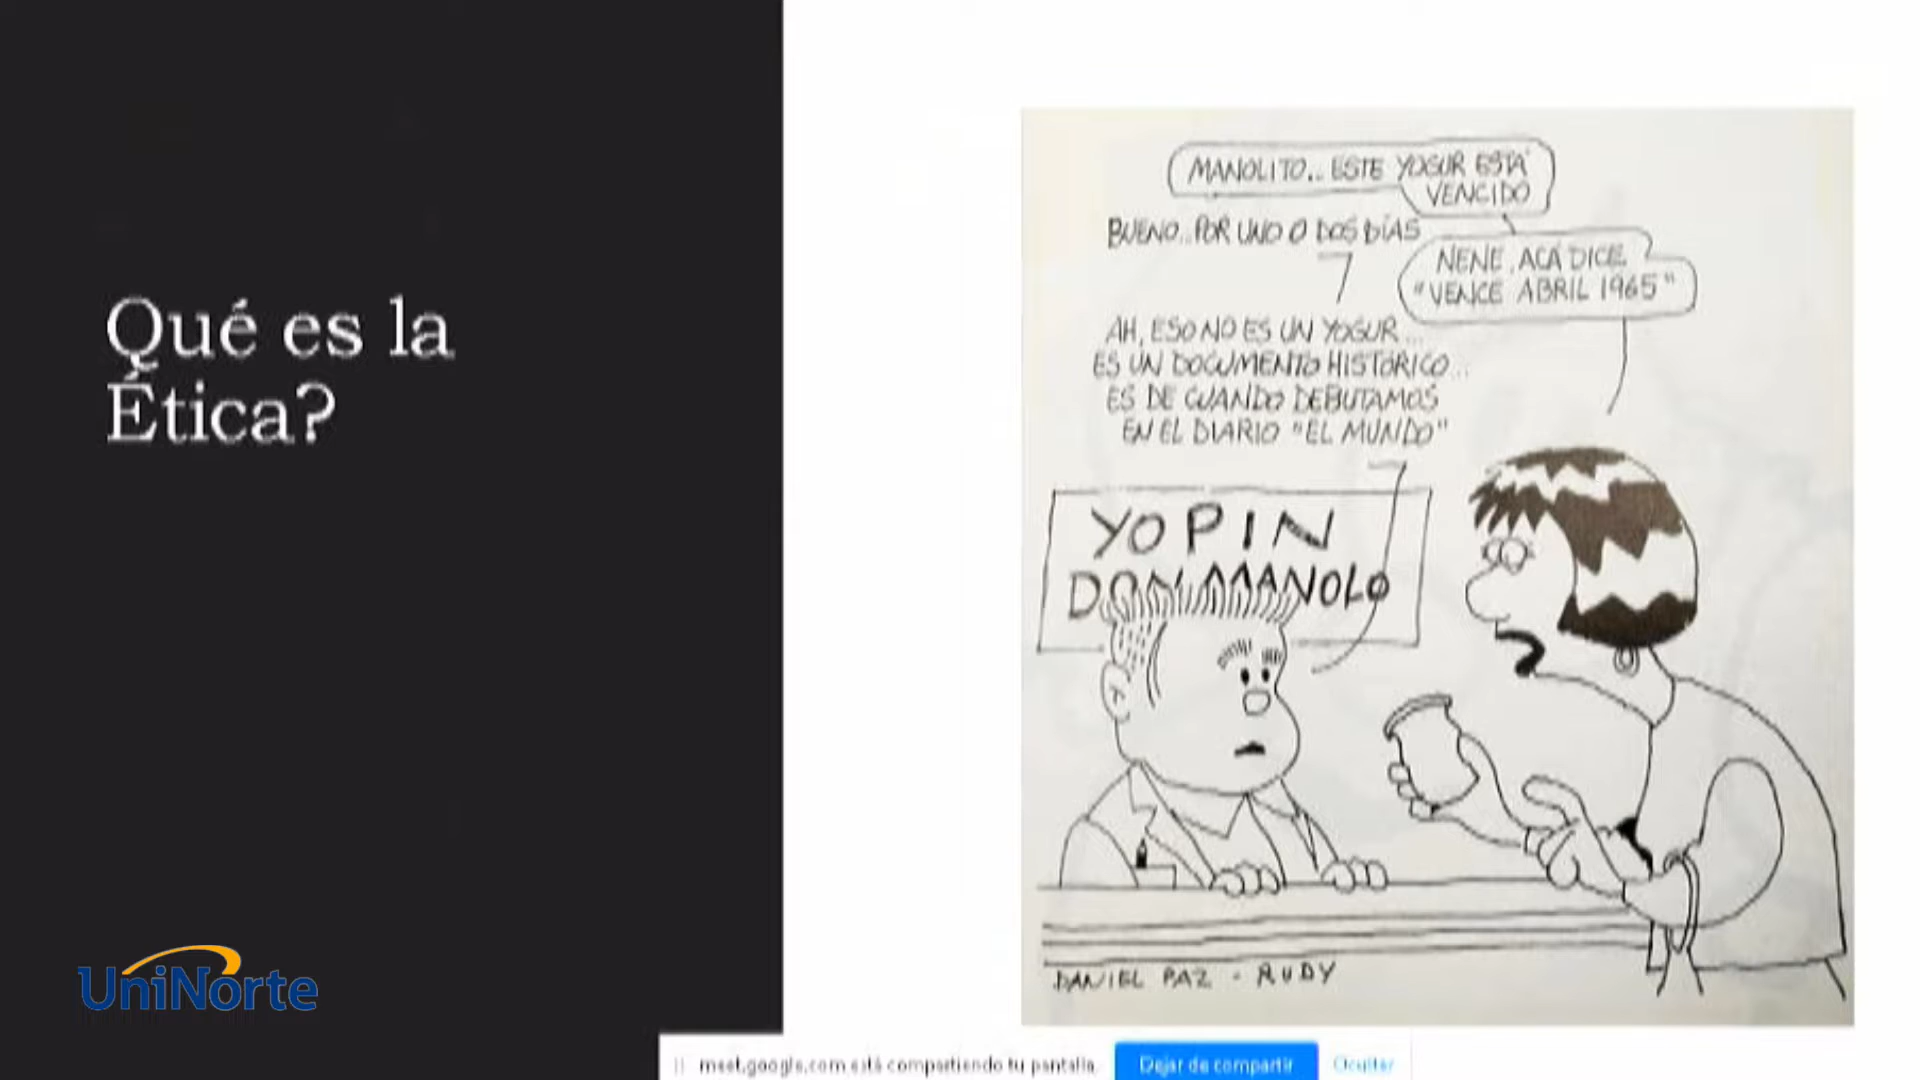 Qué es la
Ética?
MANOLITO.. ESTE YOGUR ESTÁ
VENCIDO
BUENO..POR UNO O DOS DÍAS
NENE, ACÁ DICE
"VENCE ABRIL 1965"
AH, ESO NO ES UN YOGUR...
ES UN DOCUMENTO HISTÓRICO...
ES DE CUANDO DEBUTAMOS
EN EL DIARIO "EL MUNDO"
YOPIN
DON MANOLO
DANIEL PAZ - RUDY
UniNorte
meet.google.com está compartiendo tu pantalla.
Dejar de compartir
Ocultar